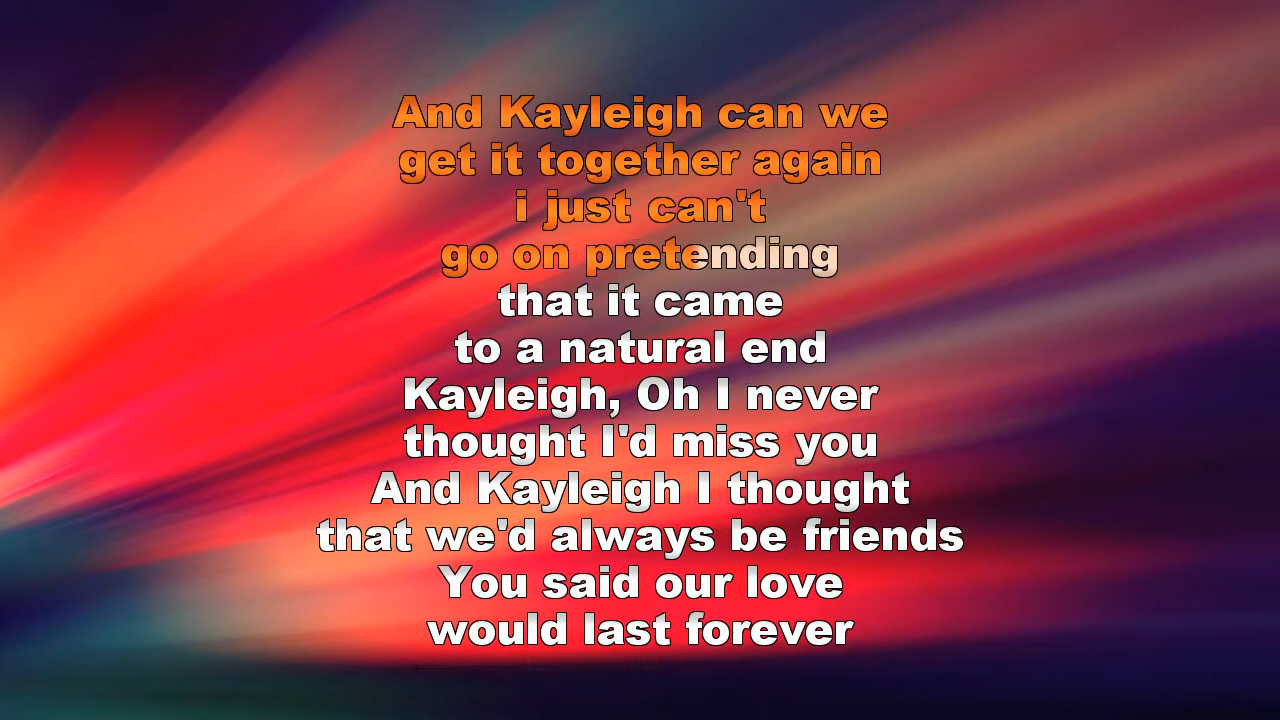 And Kayleigh can we
get it together again
i just can't
go on pretending
that it came
to a natural end
Kayleigh, Oh I never
thought I'd miss you
And Kayleigh I thought
that we'd always be friends
You said our love
would last forever